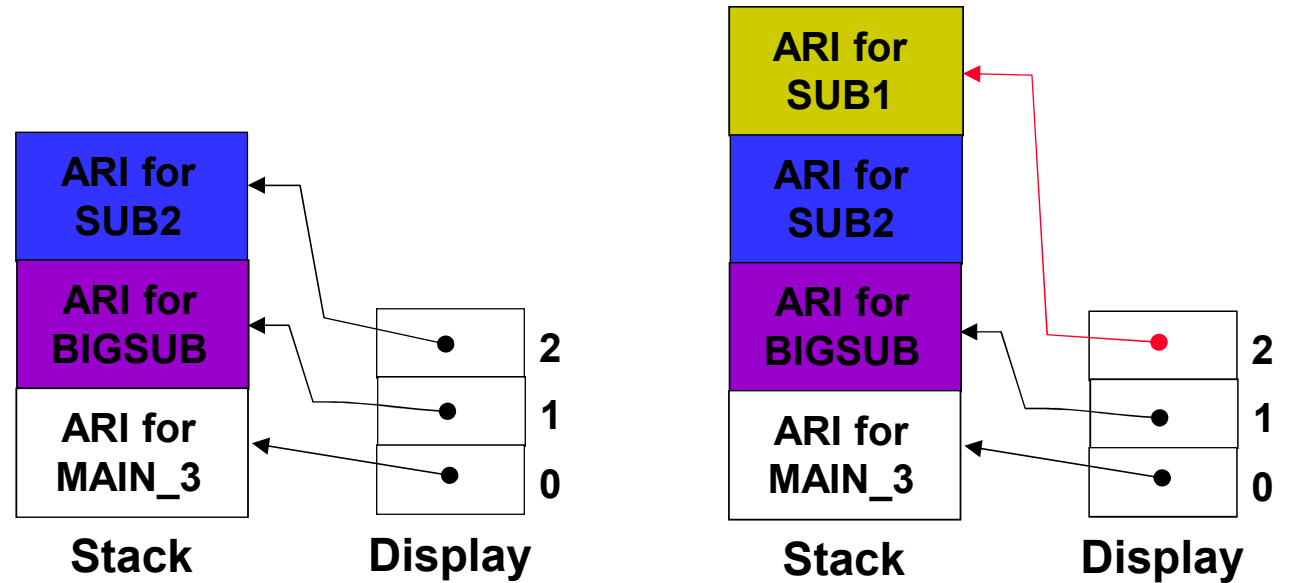 ARI for
SUB2
ARI for
BIGSUB
ARI for
MAIN_3
2
1
0
Stack
Display
ARI for
SUB1
ARI for
SUB2
ARI for
BIGSUB
ARI for
MAIN_3
2
1
0
Stack
Display